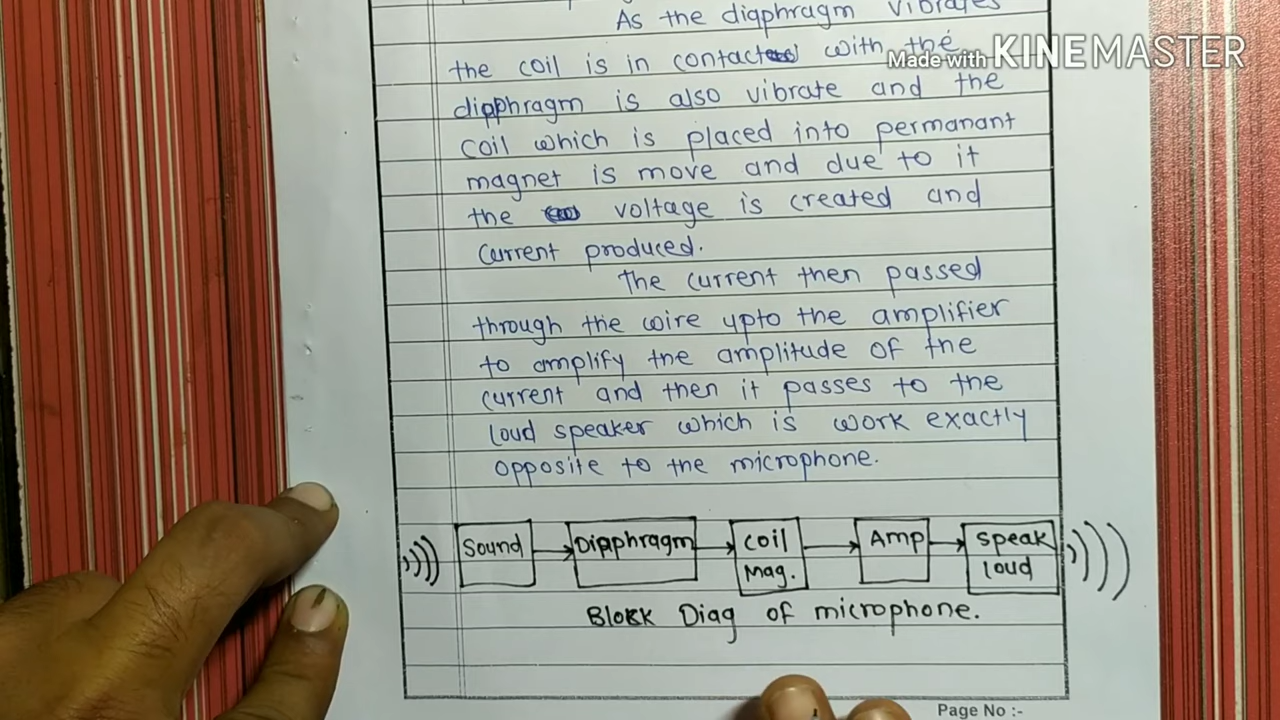 As the diaphragm vibrates
Made with KINEMASTER
the coil is in contact with the
diaphragm is also vibrate and the
coil which is placed into permanant
magnet is move and due to it
the voltage is created and
current produced.
The current then passed
through the wire upto the amplifier
to amplify the amplitude of the
current and then it passes to the
loud speaker which is work exactly
opposite to the microphone.
Sound Diaphragm coil Mag. Amp speak loud
Block Diag of microphone.
Page No :-